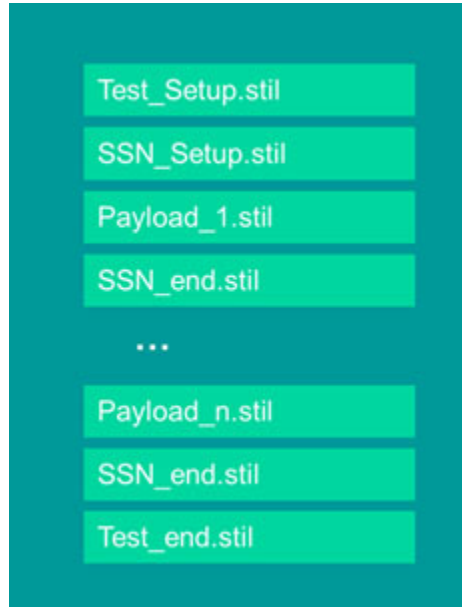 Test_Setup.stil
SSN_Setup.stil
Payload_1.stil
SSN_end.stil
...
Payload_n.stil
SSN_end.stil
Test_end.stil